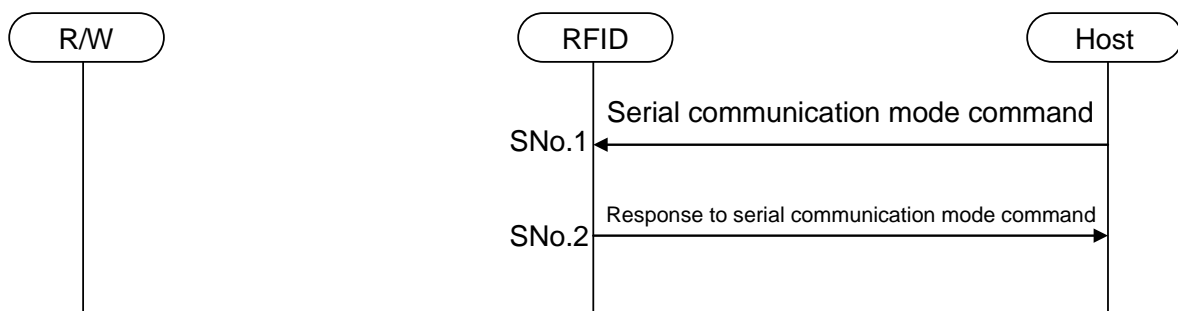 R/W
RFID
Host
Serial communication mode command
SNo.1
Response to serial communication mode command
SNo.2